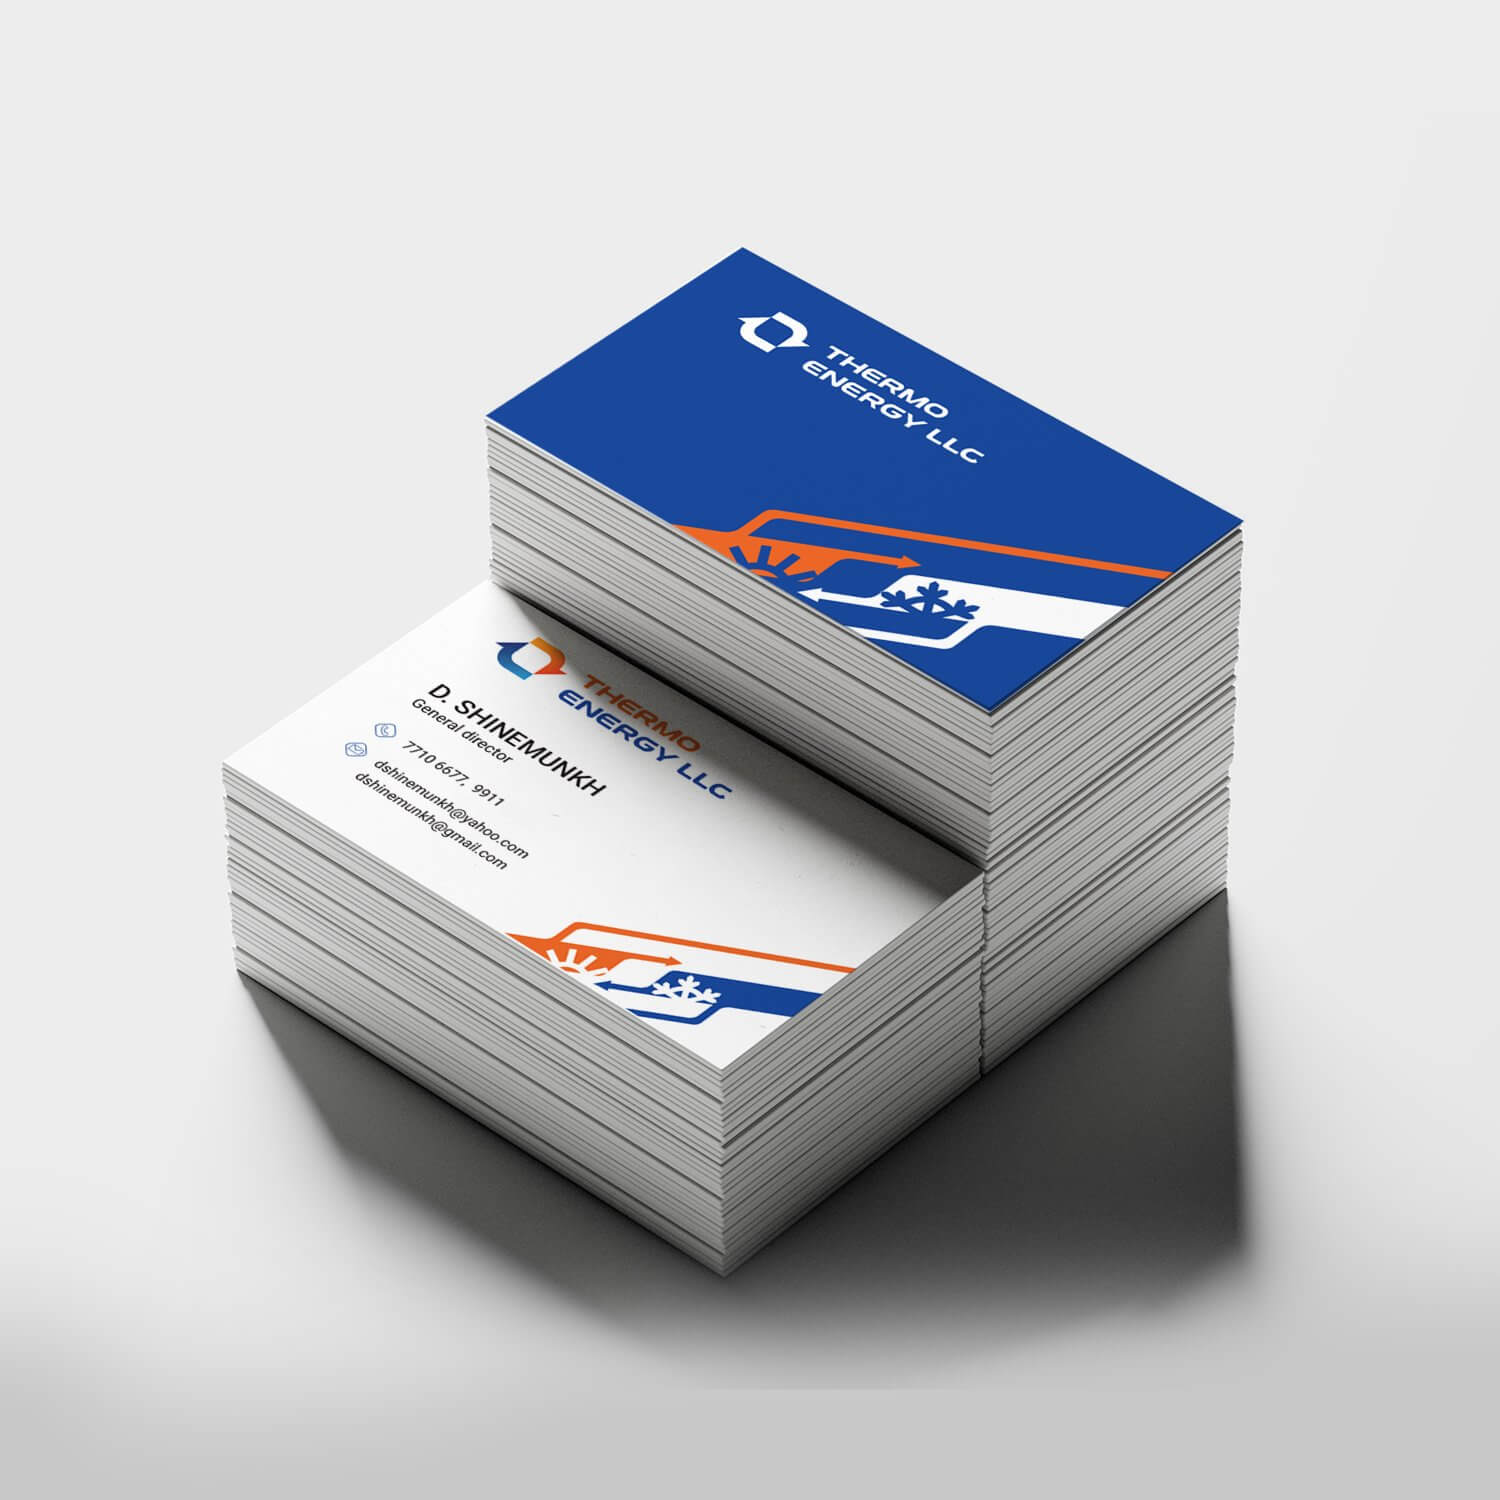 THERMO
ENERGY LLC
THERMO
ENERGY LLC
D. SHINEMUNKH
General director
7710 6677, 9911
dshinemunkh@yahoo.com
dshinemunkh@gmail.com